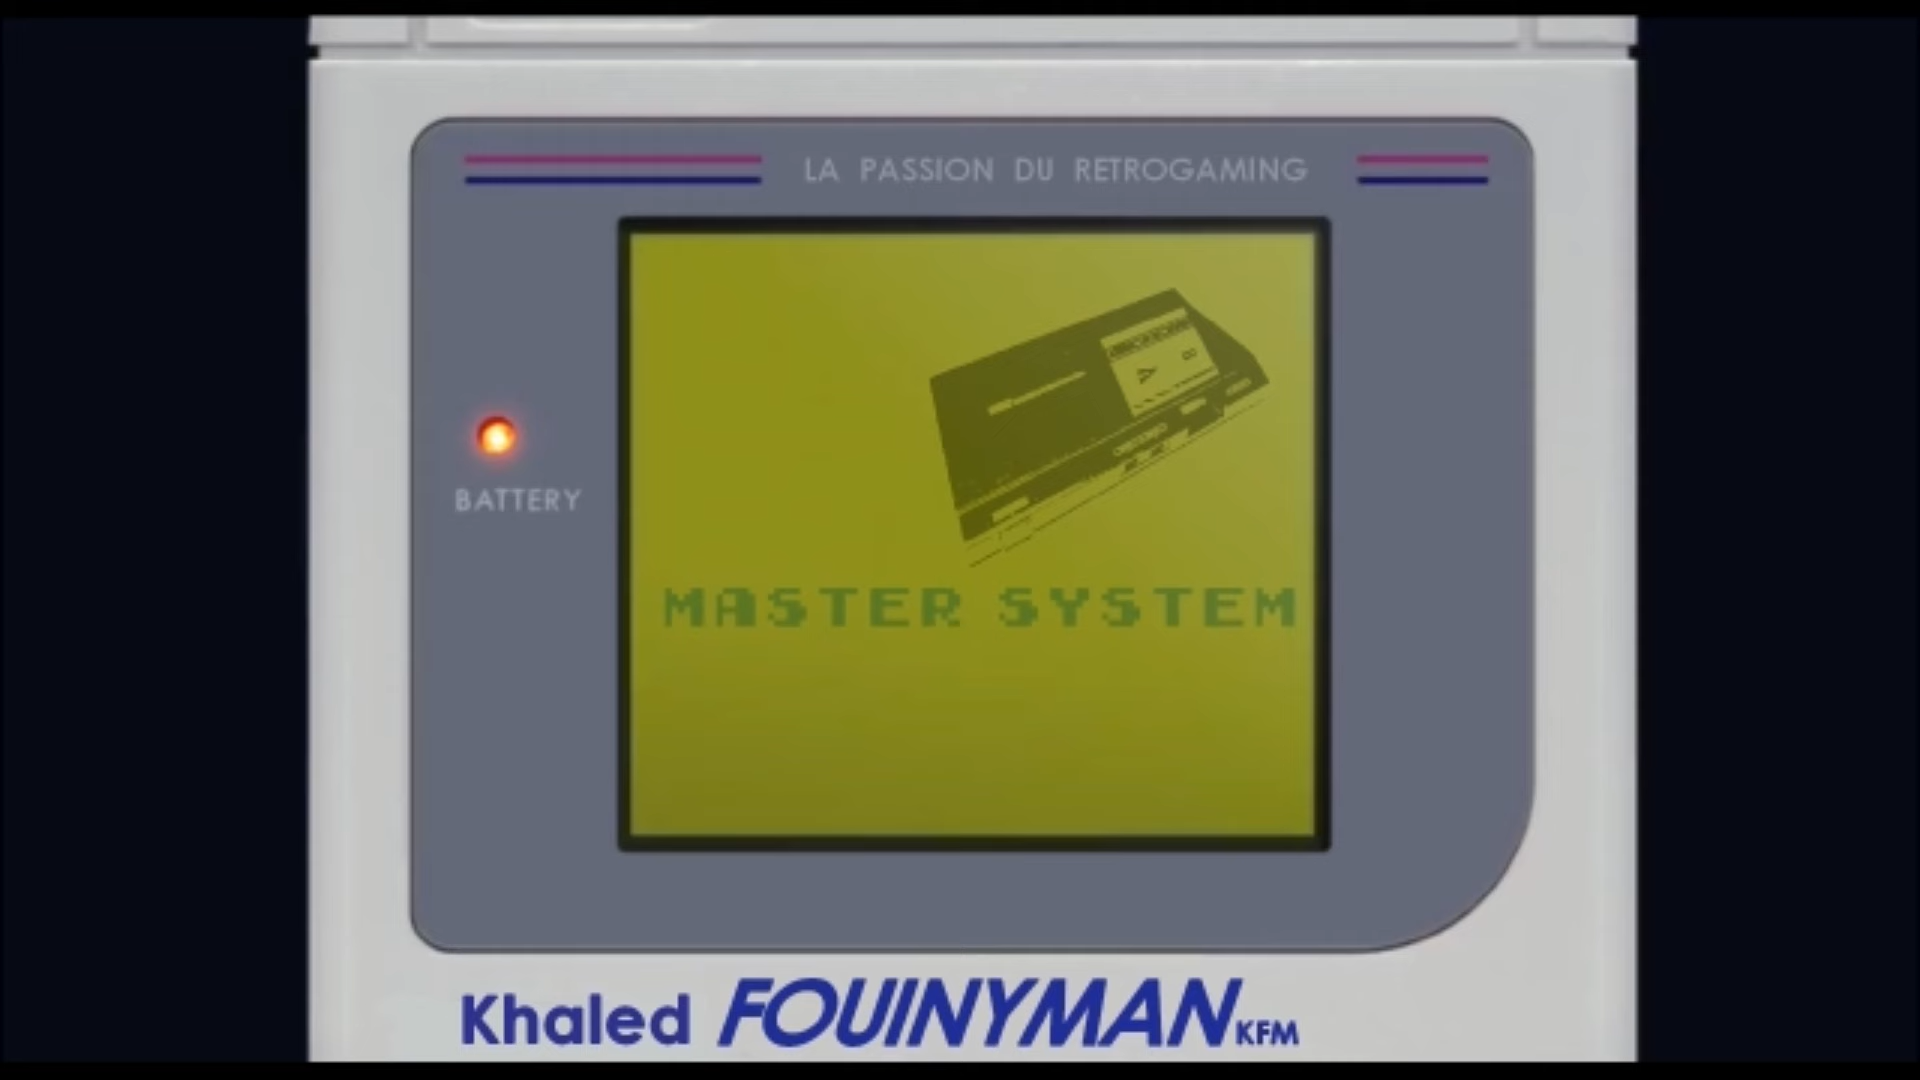 LA PASSION DU RETROGAMING
BATTERY
MASTER SYSTEM
Khaled FOUINYMAN KFM